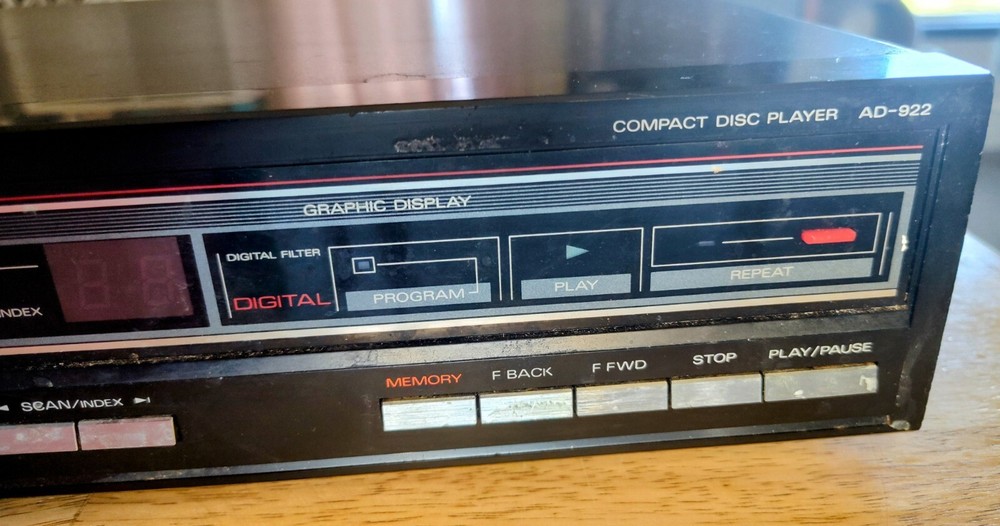 COMPACT DISC PLAYER AD-922
GRAPHIC DISPLAY
INDEX
DIGITAL FILTER
DIGITAL
PROGRAM
PLAY
REPEAT
SCAN/INDEX
MEMORY
F BACK
F FWD
STOP
PLAY/PAUSE